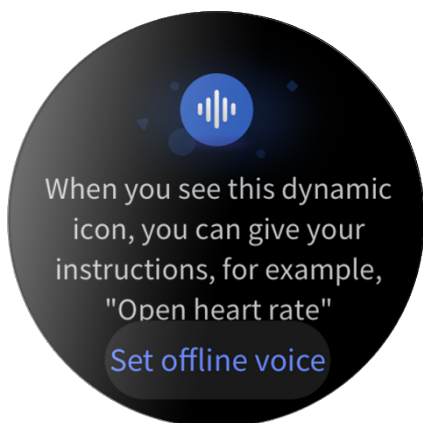 When you see this dynamic
icon, you can give your
instructions, for example,
"Open heart rate"
Set offline voice